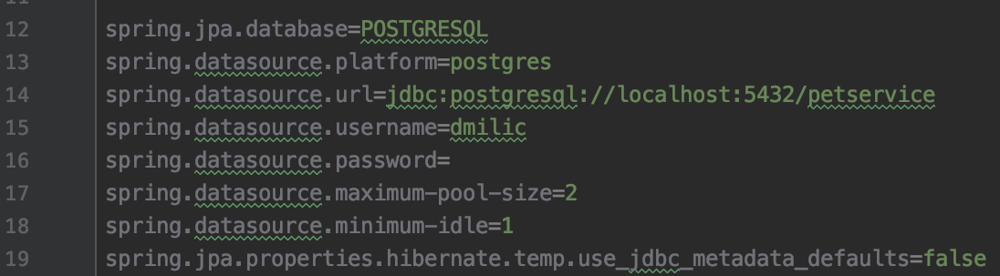 12 spring.jpa.database=POSTGRESQL
13 spring.datasource.platform=postgres
14 spring.datasource.url=jdbc:postgresql://localhost:5432/petservice
15 spring.datasource.username=dmilic
16 spring.datasource.password=
17 spring.datasource.maximum-pool-size=2
18 spring.datasource.minimum-idle=1
19 spring.jpa.properties.hibernate.temp.use_jdbc_metadata_defaults=false